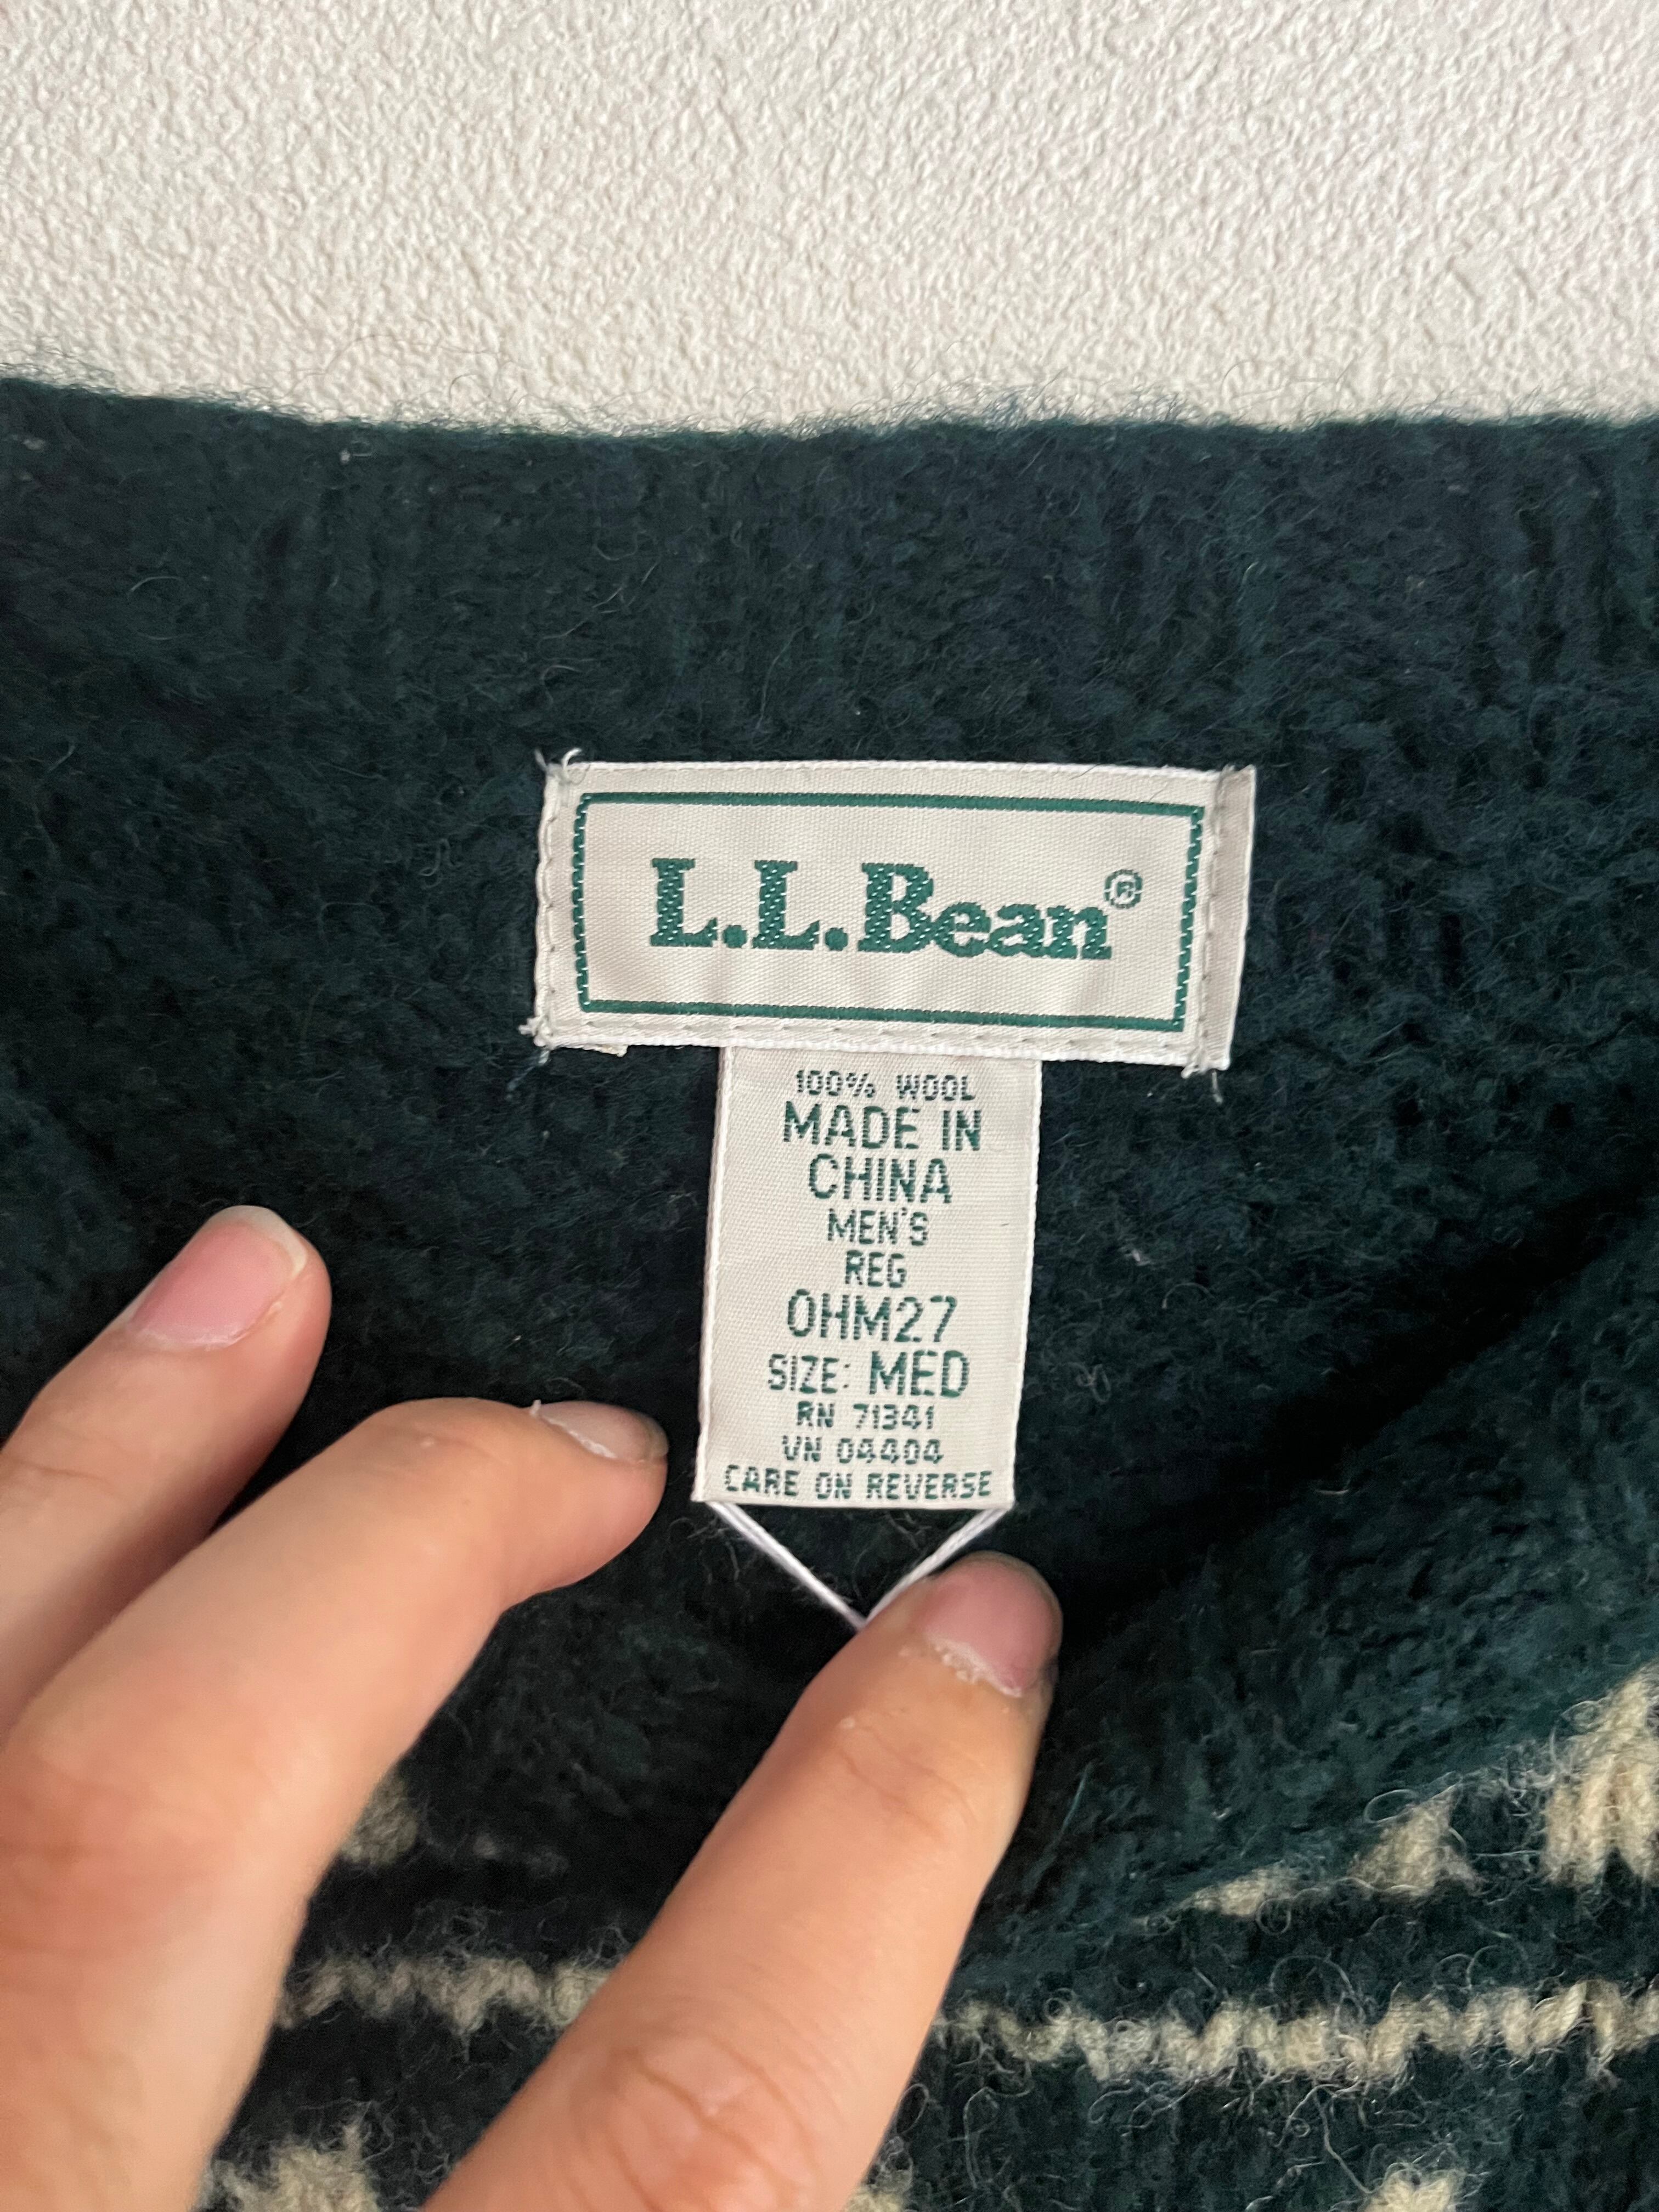 L.L.Bean®
100% WOOL
MADE IN
CHINA
MEN'S
REG
0HM27
SIZE: MED
RN 71341
VN 04404
CARE ON REVERSE